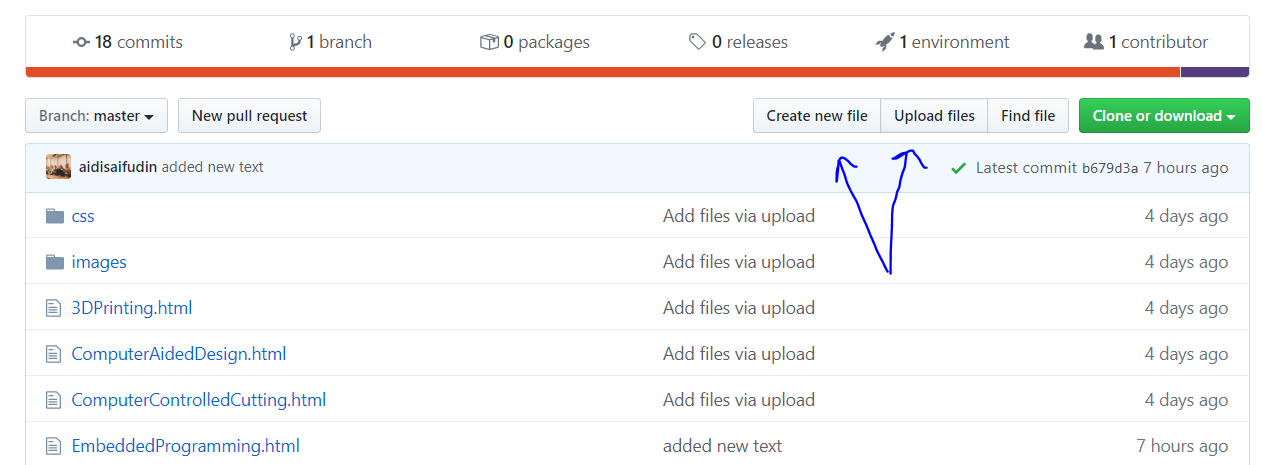 18 commits 1 branch 0 packages 0 releases 1 environment 1 contributor
Branch: master New pull request Create new file Upload files Find file Clone or download
aidisaifudin added new text Latest commit b679d3a 7 hours ago
css Add files via upload 4 days ago
images Add files via upload 4 days ago
3DPrinting.html Add files via upload 4 days ago
ComputerAidedDesign.html Add files via upload 4 days ago
ComputerControlledCutting.html Add files via upload 4 days ago
EmbeddedProgramming.html added new text 7 hours ago